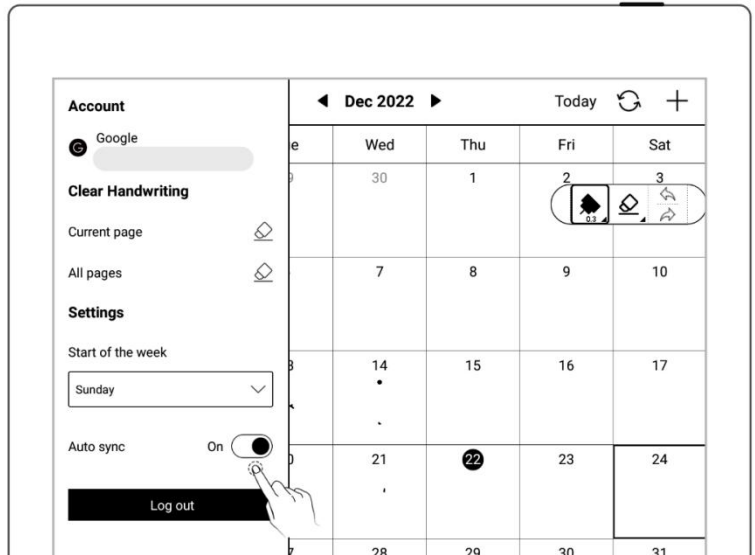 Account
Google
Clear Handwriting
Current page
All pages
Settings
Start of the week
Sunday
Auto sync On
Log out
Dec 2022 Today
e Wed Thu Fri Sat
30 1 2 3
0.3
7 8 9 10
14 15 16 17
21 22 23 24
28 29 30 31